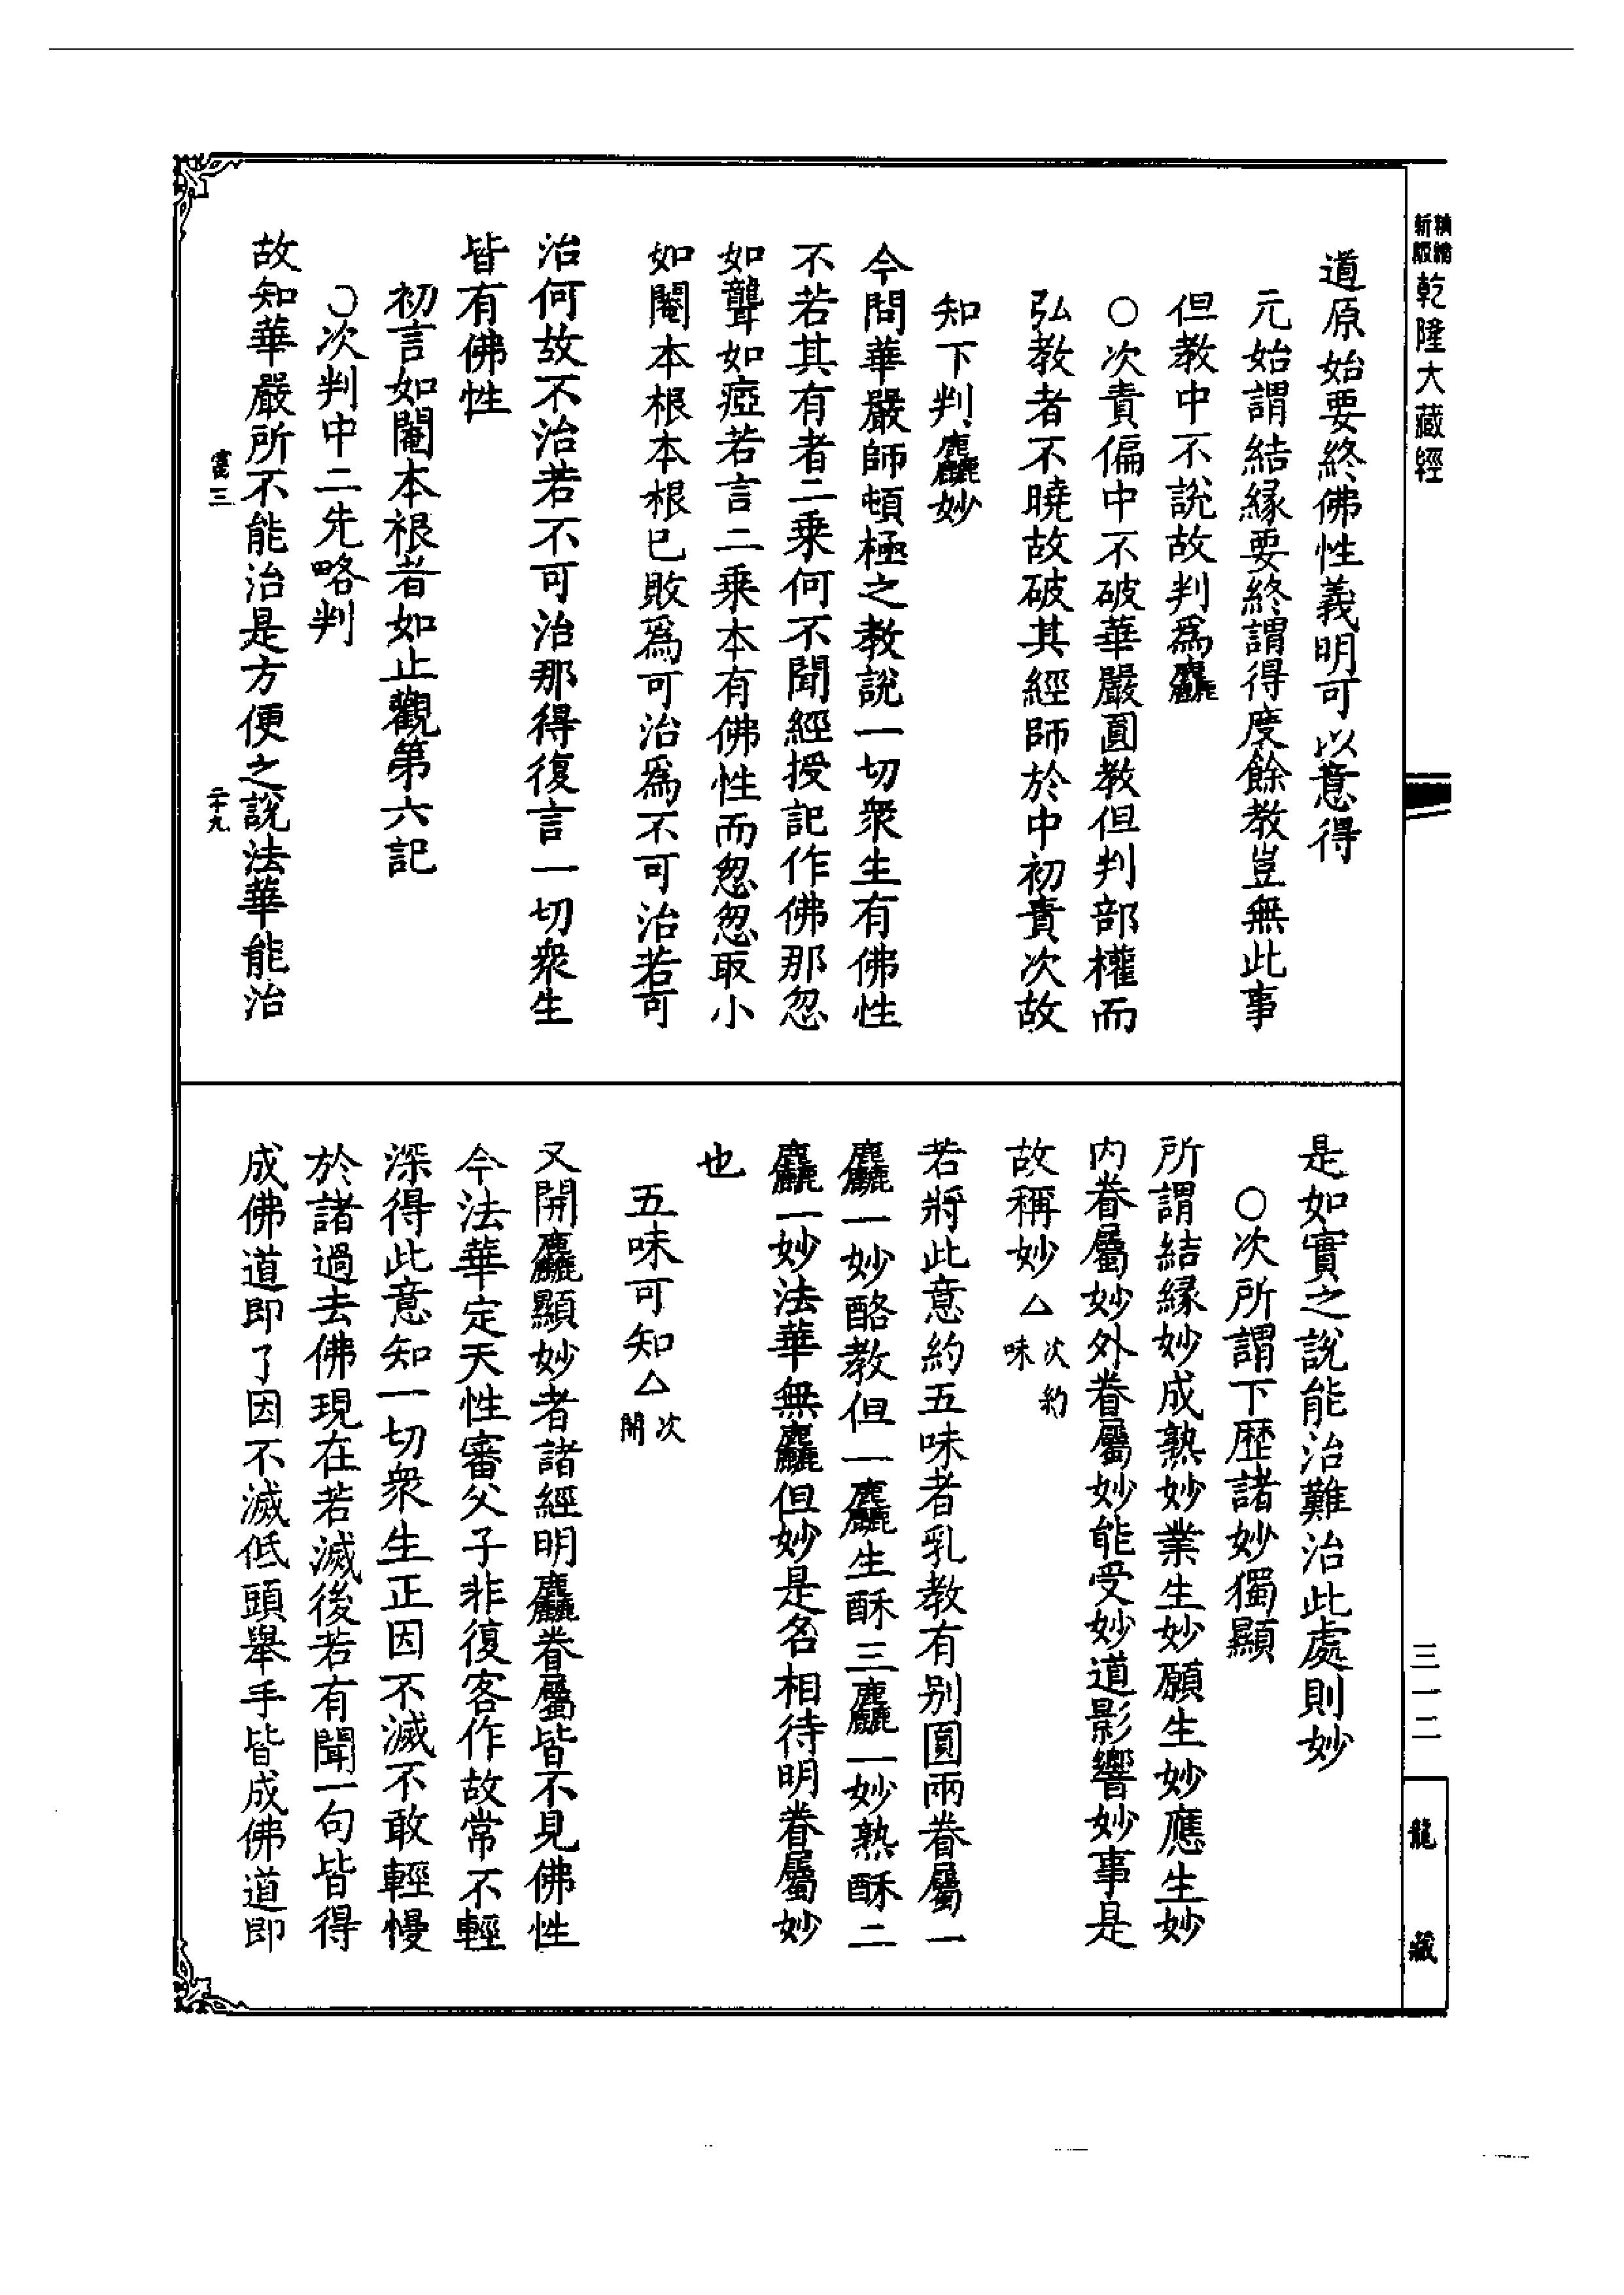 新版
精縮
乾隆大藏經
三一二
龍藏
道原始要終佛性義明可以意得
元始謂結緣要終謂得度餘教豈無此事
但教中不說故判爲麤
○次責偏中不破華嚴圓教但判部權而
弘教者不曉故破其經師於中初責次故
知下判麤妙
今問華嚴師頓極之教說一切衆生有佛性
不若其有者二乗何不聞經授記作佛那忽
如聾如瘂若言二乗本有佛性而忽忽取小
如閹本根本根已敗爲可治爲不可治若可
治何故不治若不可治那得復言一切衆生
皆有佛性
初言如閹本根者如止觀第六記
○次判中二先略判
故知華嚴所不能治是方便之說法華能治
三
二十九
是如實之說能治難治此處則妙
○次所謂下歷諸妙獨顯
所謂結緣妙成熟妙業生妙願生妙應生妙
内眷屬妙外眷屬妙能受妙道影響妙事是
故稱妙△次約味
若將此意約五味者乳教有别圓兩眷屬一
麤一妙酪教但一麤生酥三麤一妙熟酥二
麤一妙法華無麤但妙是名相待明眷屬妙
也
五味可知△次開
又開麤顯妙者諸經明麤眷屬皆不見佛性
今法華定天性審父子非復客作故常不輕
深得此意知一切衆生正因不滅不敢輕慢
於諸過去佛現在若滅後若有聞一句皆得
成佛道即了因不滅低頭舉手皆成佛道即